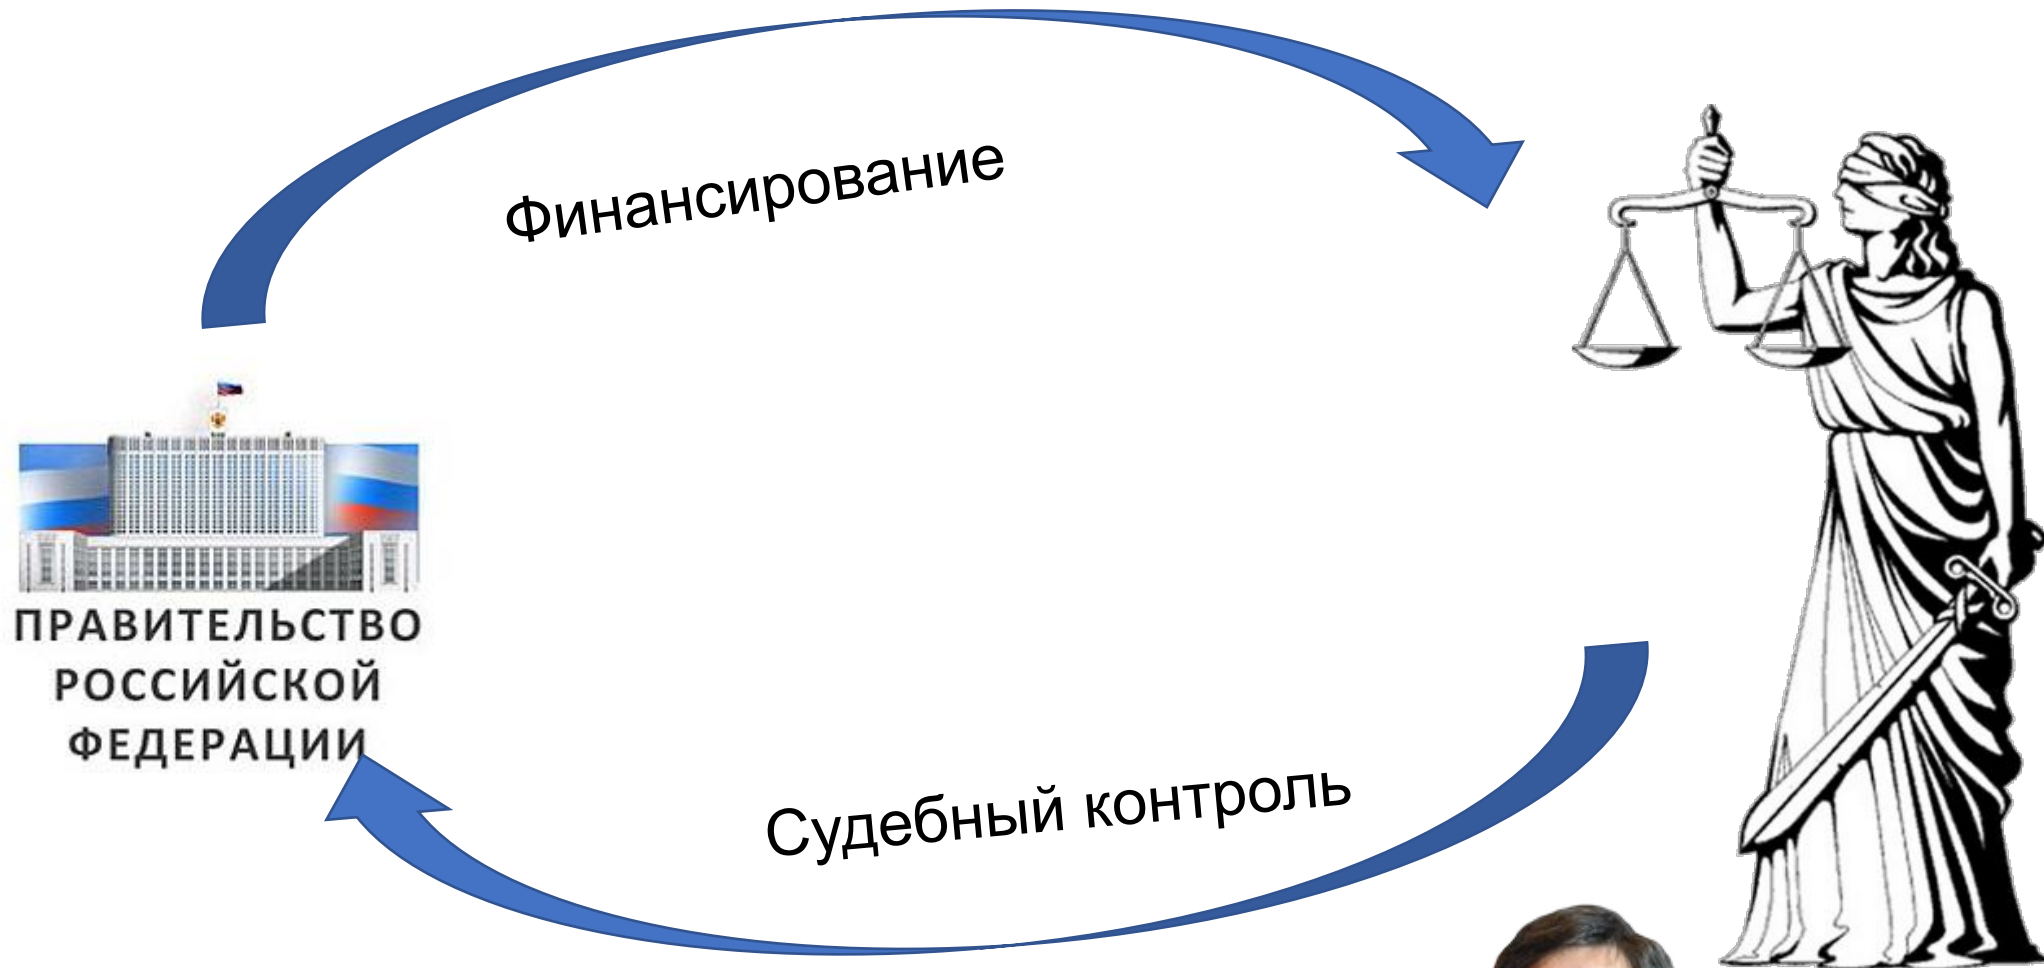 Финансирование
ПРАВИТЕЛЬСТВО
РОССИЙСКОЙ
ФЕДЕРАЦИИ
Судебный контроль